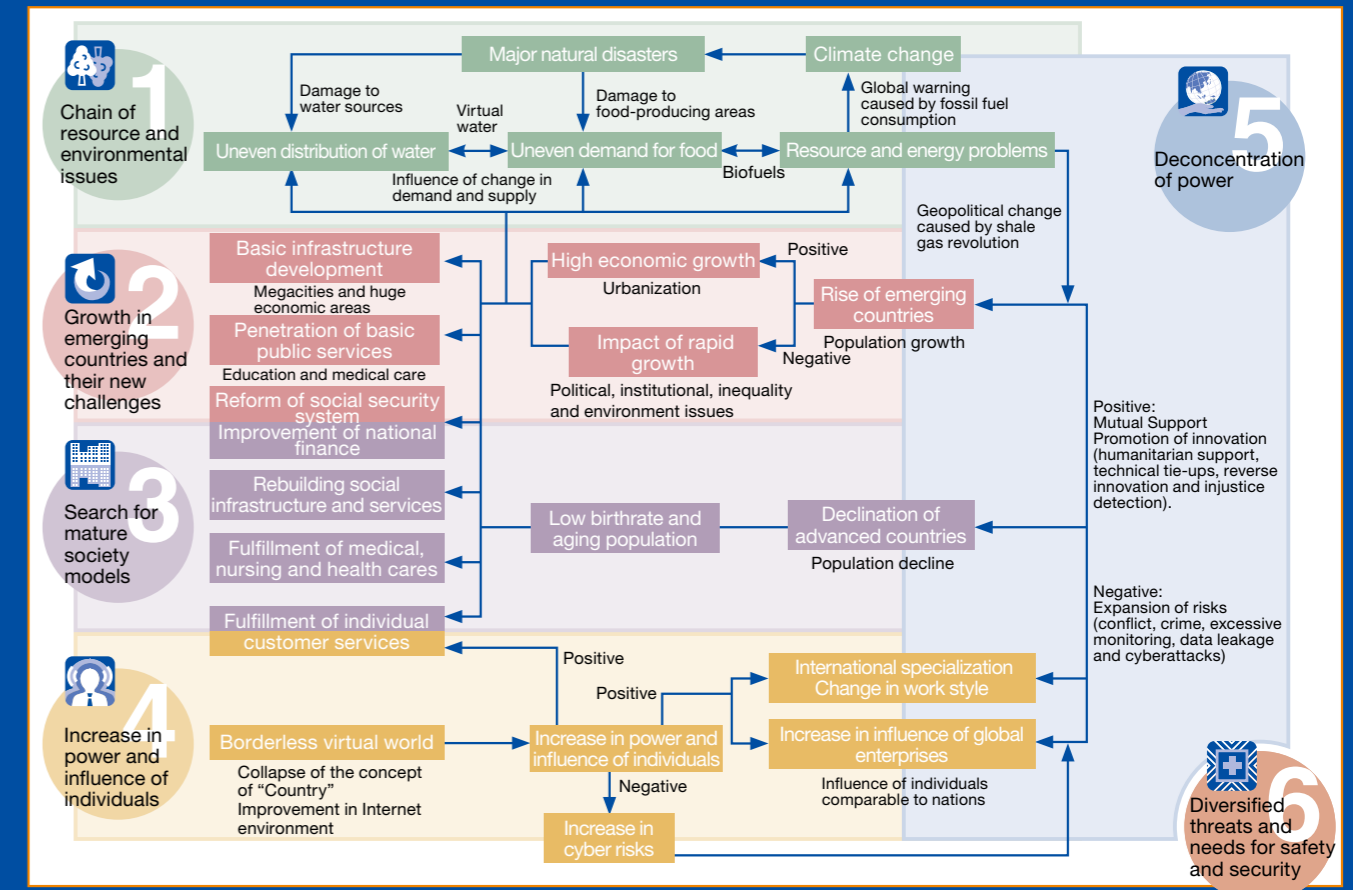 1
Chain of
resource and
environmental
issues
Major natural disasters
Climate change
Damage to
water sources
Virtual
water
Damage to
food-producing areas
Global warning
caused by fossil fuel
consumption
Uneven distribution of water
Uneven demand for food
Resource and energy problems
Influence of change in
demand and supply
Biofuels
5
Deconcentration
of power
Geopolitical change
caused by shale
gas revolution
2
Growth in
emerging
countries and
their new
challenges
Basic infrastructure
development
Megacities and huge
economic areas
Penetration of basic
public services
Education and medical care
Reform of social security
system
Improvement of national
finance
High economic growth
Urbanization
Positive
Rise of emerging
countries
Population growth
Impact of rapid
growth
Negative
Political, institutional, inequality
and environment issues
Positive:
Mutual Support
Promotion of innovation
(humanitarian support,
technical tie-ups, reverse
innovation and injustice
detection).
3
Search for
mature
society
models
Rebuilding social
infrastructure and services
Fulfillment of medical,
nursing and health cares
Fulfillment of individual
customer services
Low birthrate and
aging population
Declination of
advanced countries
Population decline
Negative:
Expansion of risks
(conflict, crime, excessive
monitoring, data leakage
and cyberattacks)
4
Increase in
power and
influence of
individuals
Positive
Positive
International specialization
Change in work style
Borderless virtual world
Collapse of the concept
of “Country”
Improvement in Internet
environment
Increase in power and
influence of individuals
Increase in influence of global
enterprises
Influence of individuals
comparable to nations
Negative
Increase in
cyber risks
6
Diversified
threats and
needs for safety
and security